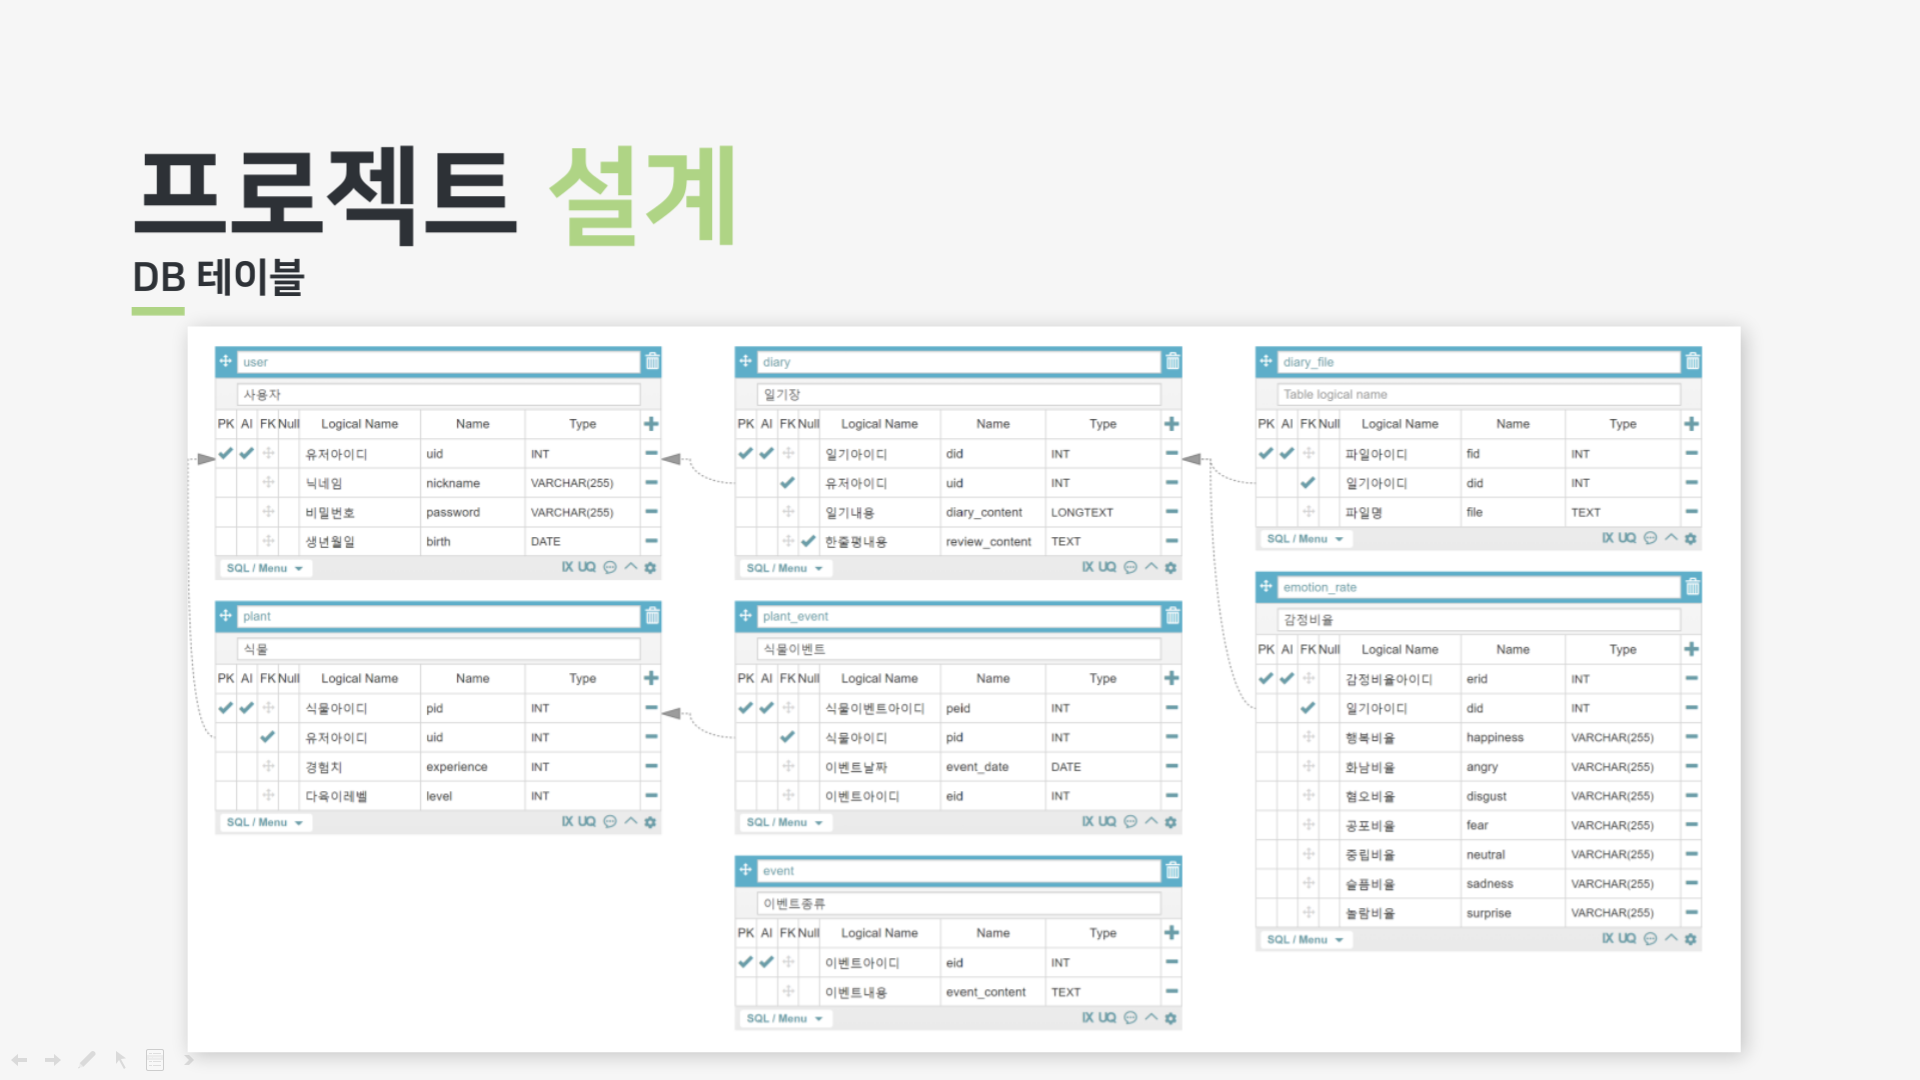 프로젝트 설계
DB 테이블
user
사용자
PK AI FK Null Logical Name Name Type
유저아이디 uid INT
닉네임 nickname VARCHAR(255)
비밀번호 password VARCHAR(255)
생년월일 birth DATE
SQL / Menu IX UQ
plant
식물
PK AI FK Null Logical Name Name Type
식물아이디 pid INT
유저아이디 uid INT
경험치 experience INT
다육이레벨 level INT
SQL / Menu IX UQ
diary
일기장
PK AI FK Null Logical Name Name Type
일기아이디 did INT
유저아이디 uid INT
일기내용 diary_content LONGTEXT
한줄평내용 review_content TEXT
SQL / Menu IX UQ
plant_event
식물이벤트
PK AI FK Null Logical Name Name Type
식물이벤트아이디 peid INT
식물아이디 pid INT
이벤트날짜 event_date DATE
이벤트아이디 eid INT
SQL / Menu IX UQ
event
이벤트종류
PK AI FK Null Logical Name Name Type
이벤트아이디 eid INT
이벤트내용 event_content TEXT
SQL / Menu IX UQ
diary_file
Table logical name
PK AI FK Null Logical Name Name Type
파일아이디 fid INT
일기아이디 did INT
파일명 file TEXT
SQL / Menu IX UQ
emotion_rate
감정비율
PK AI FK Null Logical Name Name Type
감정비율아이디 erid INT
일기아이디 did INT
행복비율 happiness VARCHAR(255)
화남비율 angry VARCHAR(255)
혐오비율 disgust VARCHAR(255)
공포비율 fear VARCHAR(255)
중립비율 neutral VARCHAR(255)
슬픔비율 sadness VARCHAR(255)
놀람비율 surprise VARCHAR(255)
SQL / Menu IX UQ